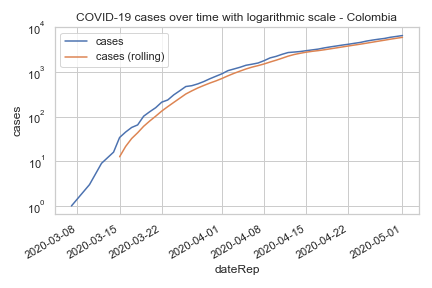 COVID-19 cases over time with logarithmic scale - Colombia
10^4
10^3
10^2
10^1
10^0
cases
cases
cases (rolling)
2020-03-08
2020-03-15
2020-03-22
2020-04-01
2020-04-08
2020-04-15
2020-04-22
2020-05-01
dateRep